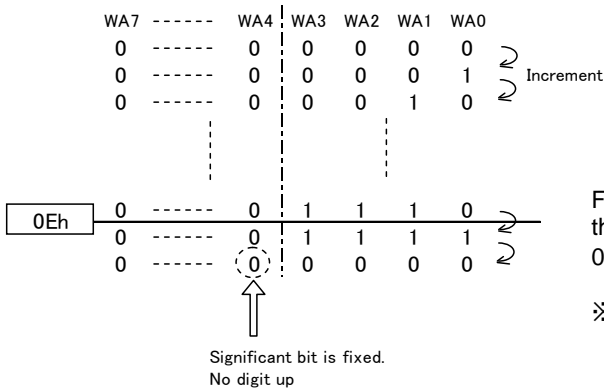 WA7 ------ WA4 WA3 WA2 WA1 WA0
0 ------ 0 0 0 0 0
0 ------ 0 0 0 0 1 Increment
0 ------ 0 0 0 1 0
0 ------ 0 1 1 1 0
0Eh
0 ------ 0 1 1 1 1
0 ------ 0 0 0 0 0
Significant bit is fixed.
No digit up
※